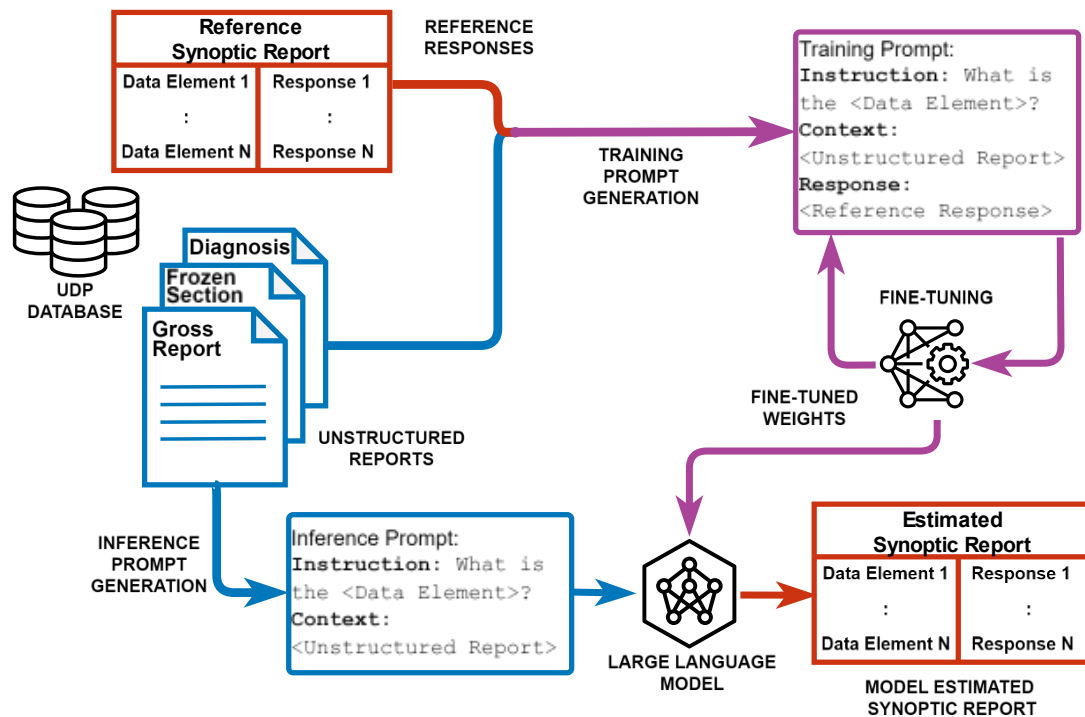 Reference
Synoptic Report
Data Element 1
Response 1
:
:
Data Element N
Response N
REFERENCE
RESPONSES
TRAINING
PROMPT
GENERATION
Training Prompt:
Instruction: What is
the <Data Element>?
Context:
<Unstructured Report>
Response:
<Reference Response>
UDP
DATABASE
Diagnosis
Frozen
Section
Gross
Report
UNSTRUCTURED
REPORTS
FINE-TUNING
FINE-TUNED
WEIGHTS
INFERENCE
PROMPT
GENERATION
Inference Prompt:
Instruction: What is
the <Data Element>?
Context:
<Unstructured Report>
LARGE LANGUAGE
MODEL
Estimated
Synoptic Report
Data Element 1
Response 1
:
:
Data Element N
Response N
MODEL ESTIMATED
SYNOPTIC REPORT